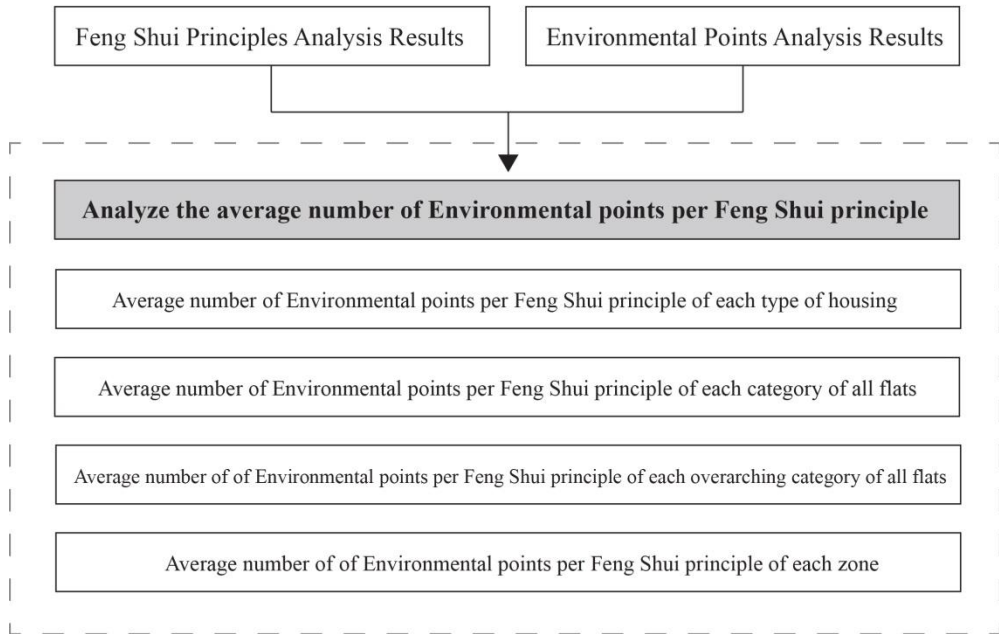 Feng Shui Principles Analysis Results
Environmental Points Analysis Results
Analyze the average number of Environmental points per Feng Shui principle
Average number of Environmental points per Feng Shui principle of each type of housing
Average number of Environmental points per Feng Shui principle of each category of all flats
Average number of of Environmental points per Feng Shui principle of each overarching category of all flats
Average number of of Environmental points per Feng Shui principle of each zone